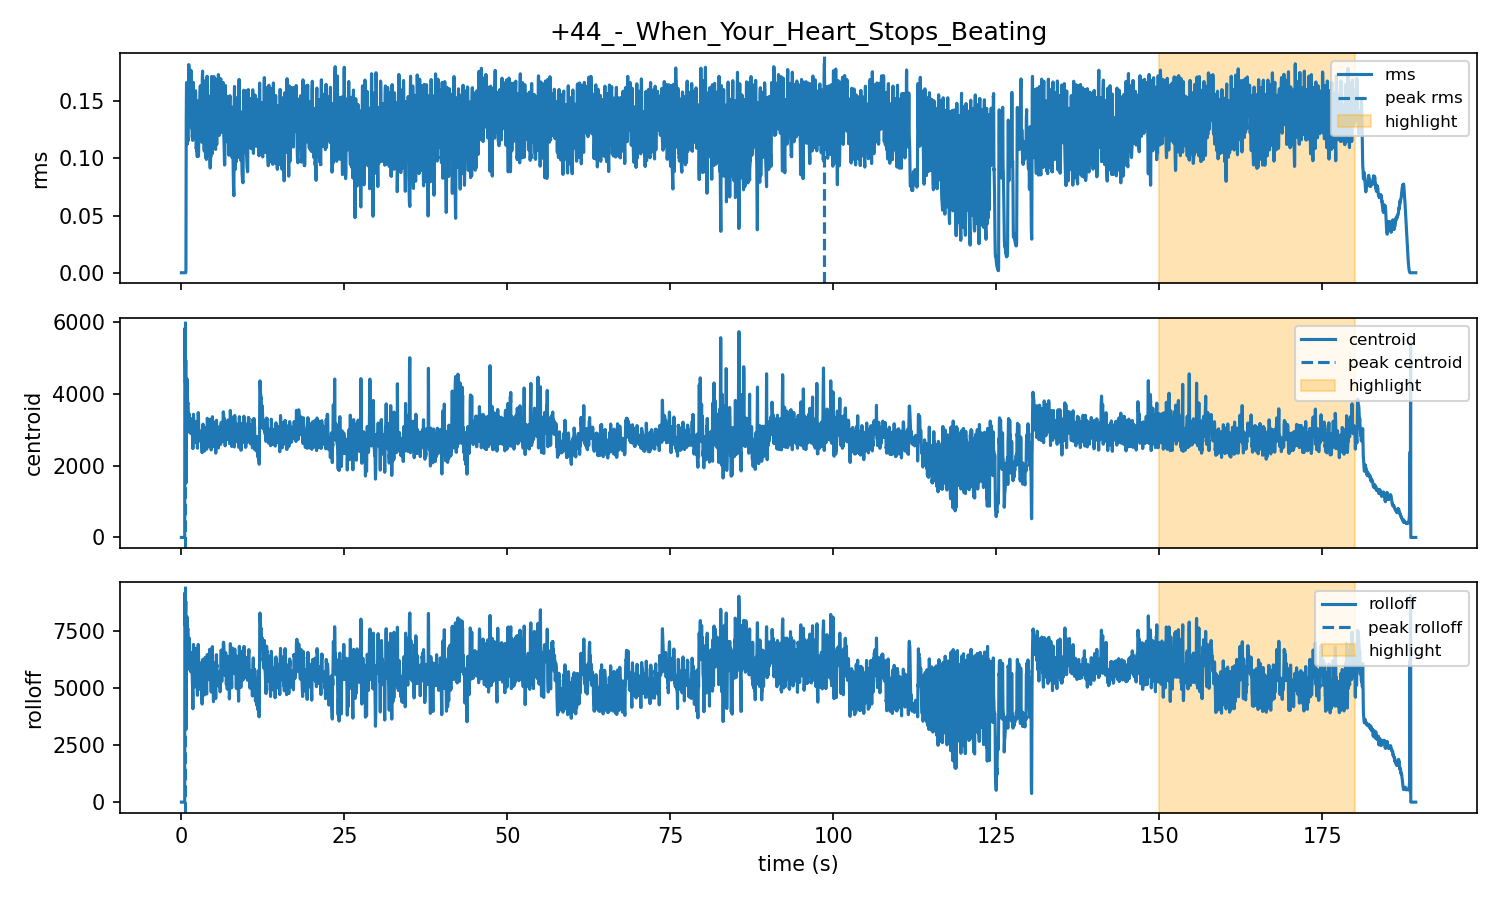 +44_-_When_Your_Heart_Stops_Beating
rms
0.15
0.10
0.05
0.00
rms
peak rms
highlight
centroid
6000
4000
2000
0
centroid
peak centroid
highlight
rolloff
7500
5000
2500
0
rolloff
peak rolloff
highlight
0 25 50 75 100 125 150 175
time (s)